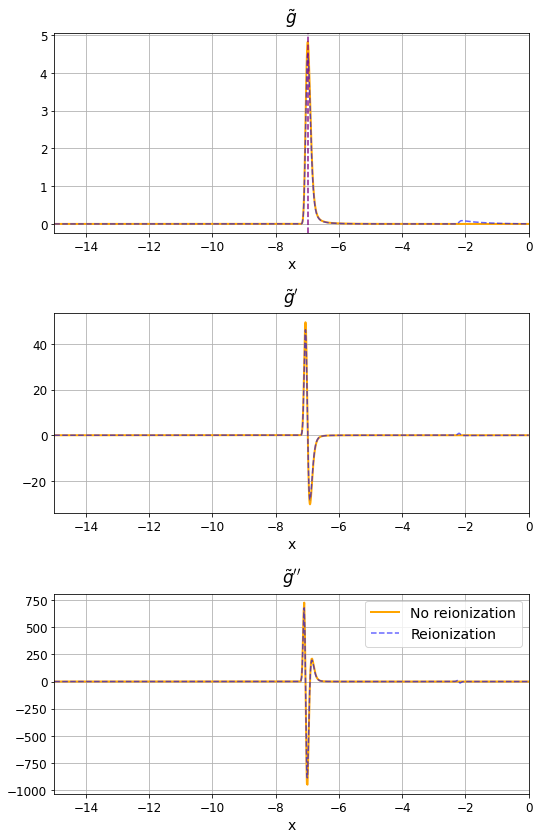 g̃
5
4
3
2
1
0
−14 −12 −10 −8 −6 −4 −2 0
x
g̃′
40
20
0
−20
−14 −12 −10 −8 −6 −4 −2 0
x
g̃′′
750
500
250
0
−250
−500
−750
−1000
No reionization
Reionization
−14 −12 −10 −8 −6 −4 −2 0
x